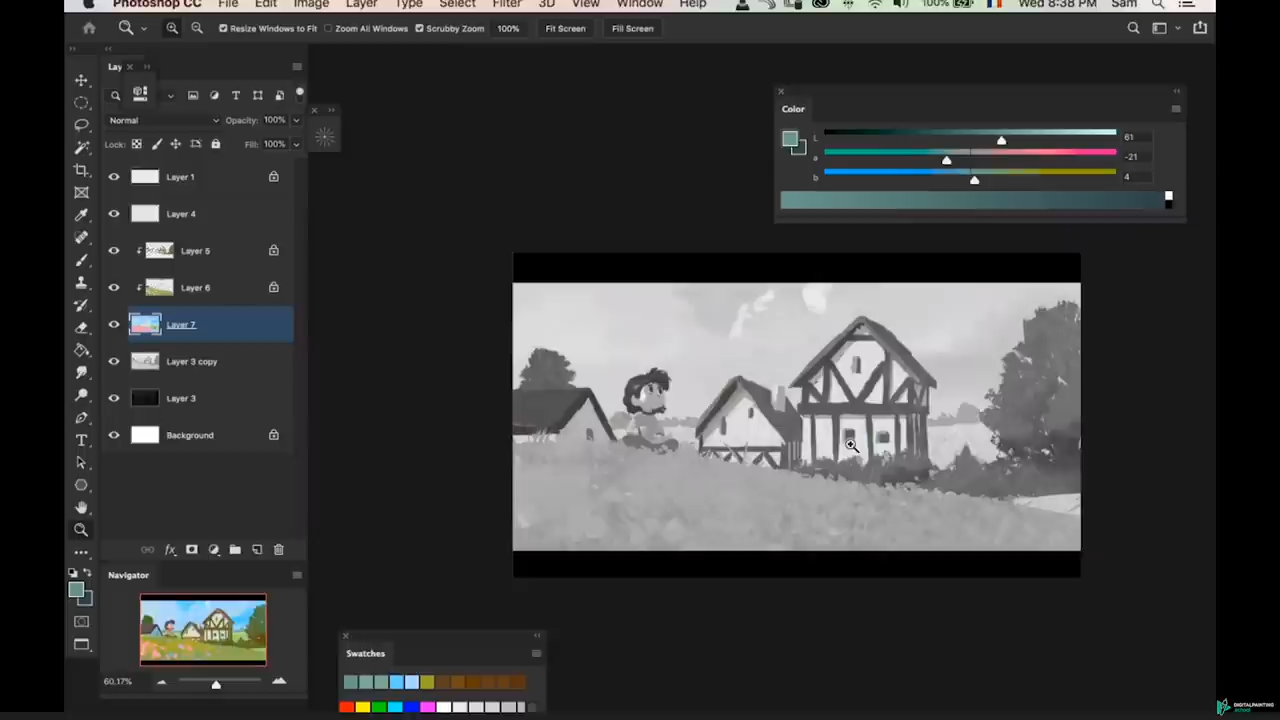 Photoshop CC File Edit Image Layer Type Select Filter 3D View Window Help 100% Wed 8:38 PM Sam
Resize Windows to Fit Zoom All Windows Scrubby Zoom 100% Fit Screen Fill Screen
Lay
Normal Opacity: 100%
Lock: Fill: 100%
Layer 1
Layer 4
Layer 5
Layer 6
Layer 7
Layer 3 copy
Layer 3
Background
fx
Navigator
60.17%
Color
L 61
a -21
b 4
Swatches
DIGITALPAINTING